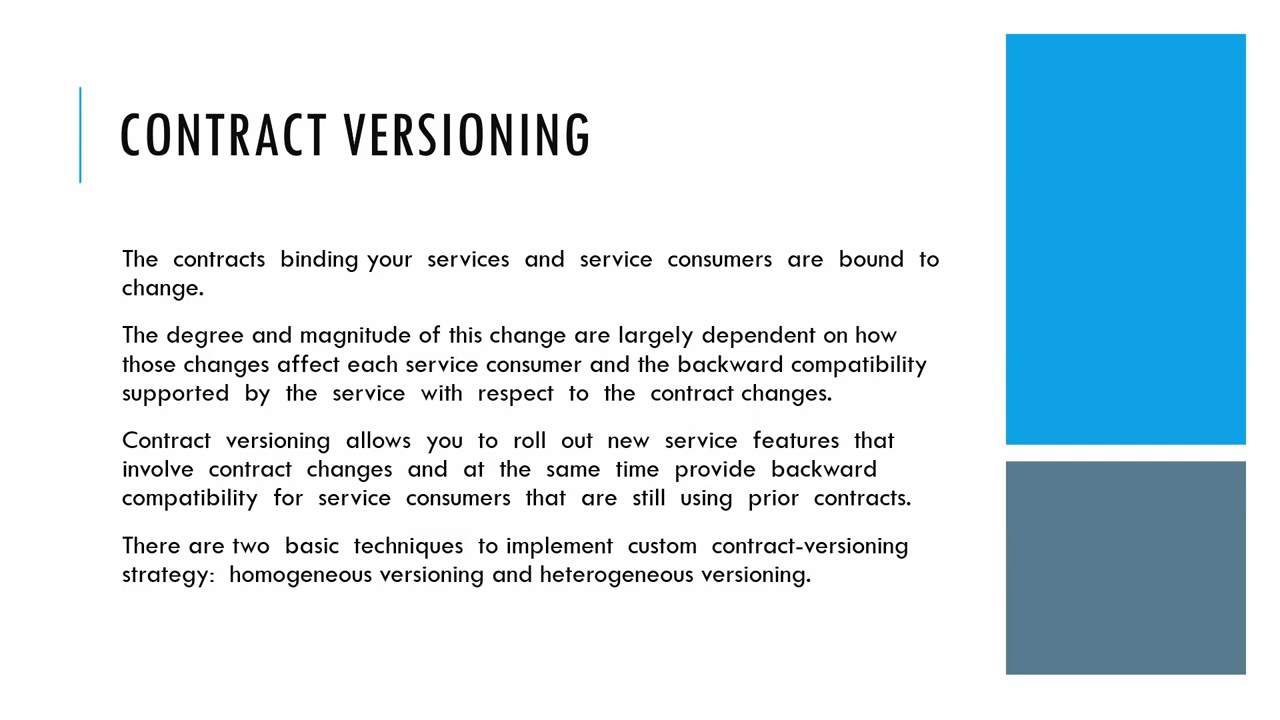 CONTRACT VERSIONING
The contracts binding your services and service consumers are bound to
change.
The degree and magnitude of this change are largely dependent on how
those changes affect each service consumer and the backward compatibility
supported by the service with respect to the contract changes.
Contract versioning allows you to roll out new service features that
involve contract changes and at the same time provide backward
compatibility for service consumers that are still using prior contracts.
There are two basic techniques to implement custom contract-versioning
strategy: homogeneous versioning and heterogeneous versioning.